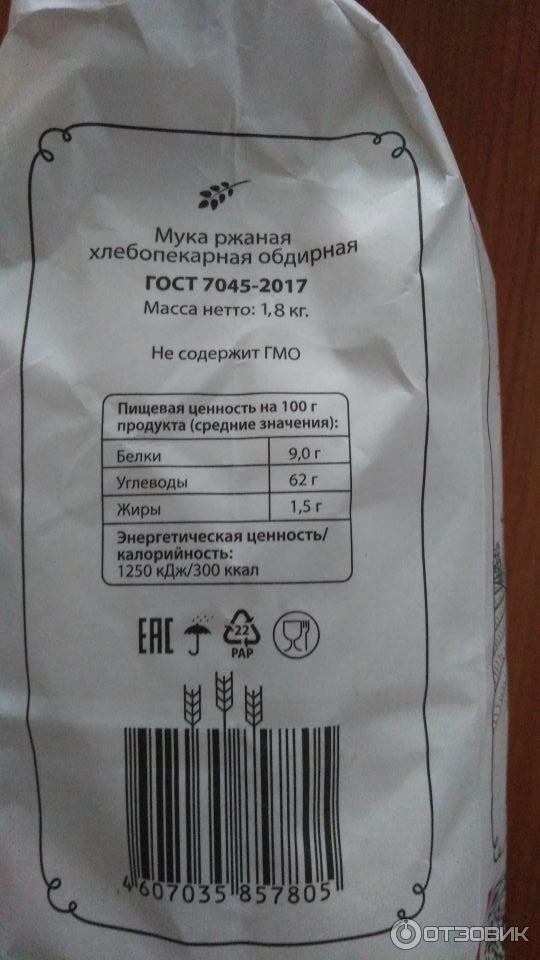 Мука ржаная
хлебопекарная обдирная
ГОСТ 7045-2017
Масса нетто: 1,8 кг.
Не содержит ГМО
Пищевая ценность на 100 г
продукта (средние значения):
Белки 9,0 г
Углеводы 62 г
Жиры 1,5 г
Энергетическая ценность/
калорийность:
1250 кДж/300 ккал
ЕАС
22
PAP
4 607035 857805
ОТЗОВИК